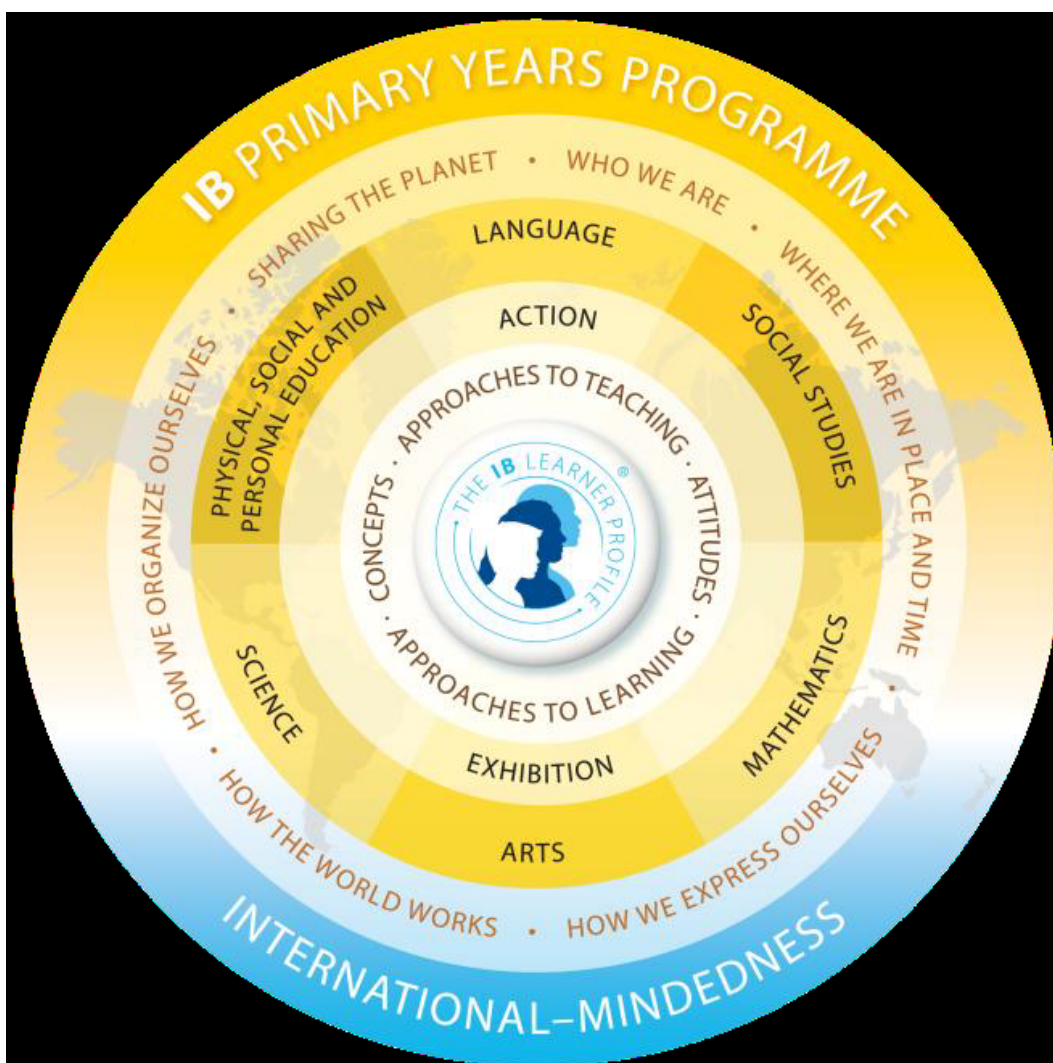 IB PRIMARY YEARS PROGRAMME
SHARING THE PLANET • WHO WE ARE • WHERE WE ARE IN PLACE AND TIME • HOW WE EXPRESS OURSELVES • HOW THE WORLD WORKS • HOW WE ORGANIZE OURSELVES •
LANGUAGE
SOCIAL STUDIES
MATHEMATICS
ARTS
SCIENCE
PHYSICAL, SOCIAL AND
PERSONAL EDUCATION
ACTION
EXHIBITION
APPROACHES TO TEACHING • ATTITUDES • APPROACHES TO LEARNING • CONCEPTS •
• THE IB LEARNER PROFILE •
®
INTERNATIONAL–MINDEDNESS